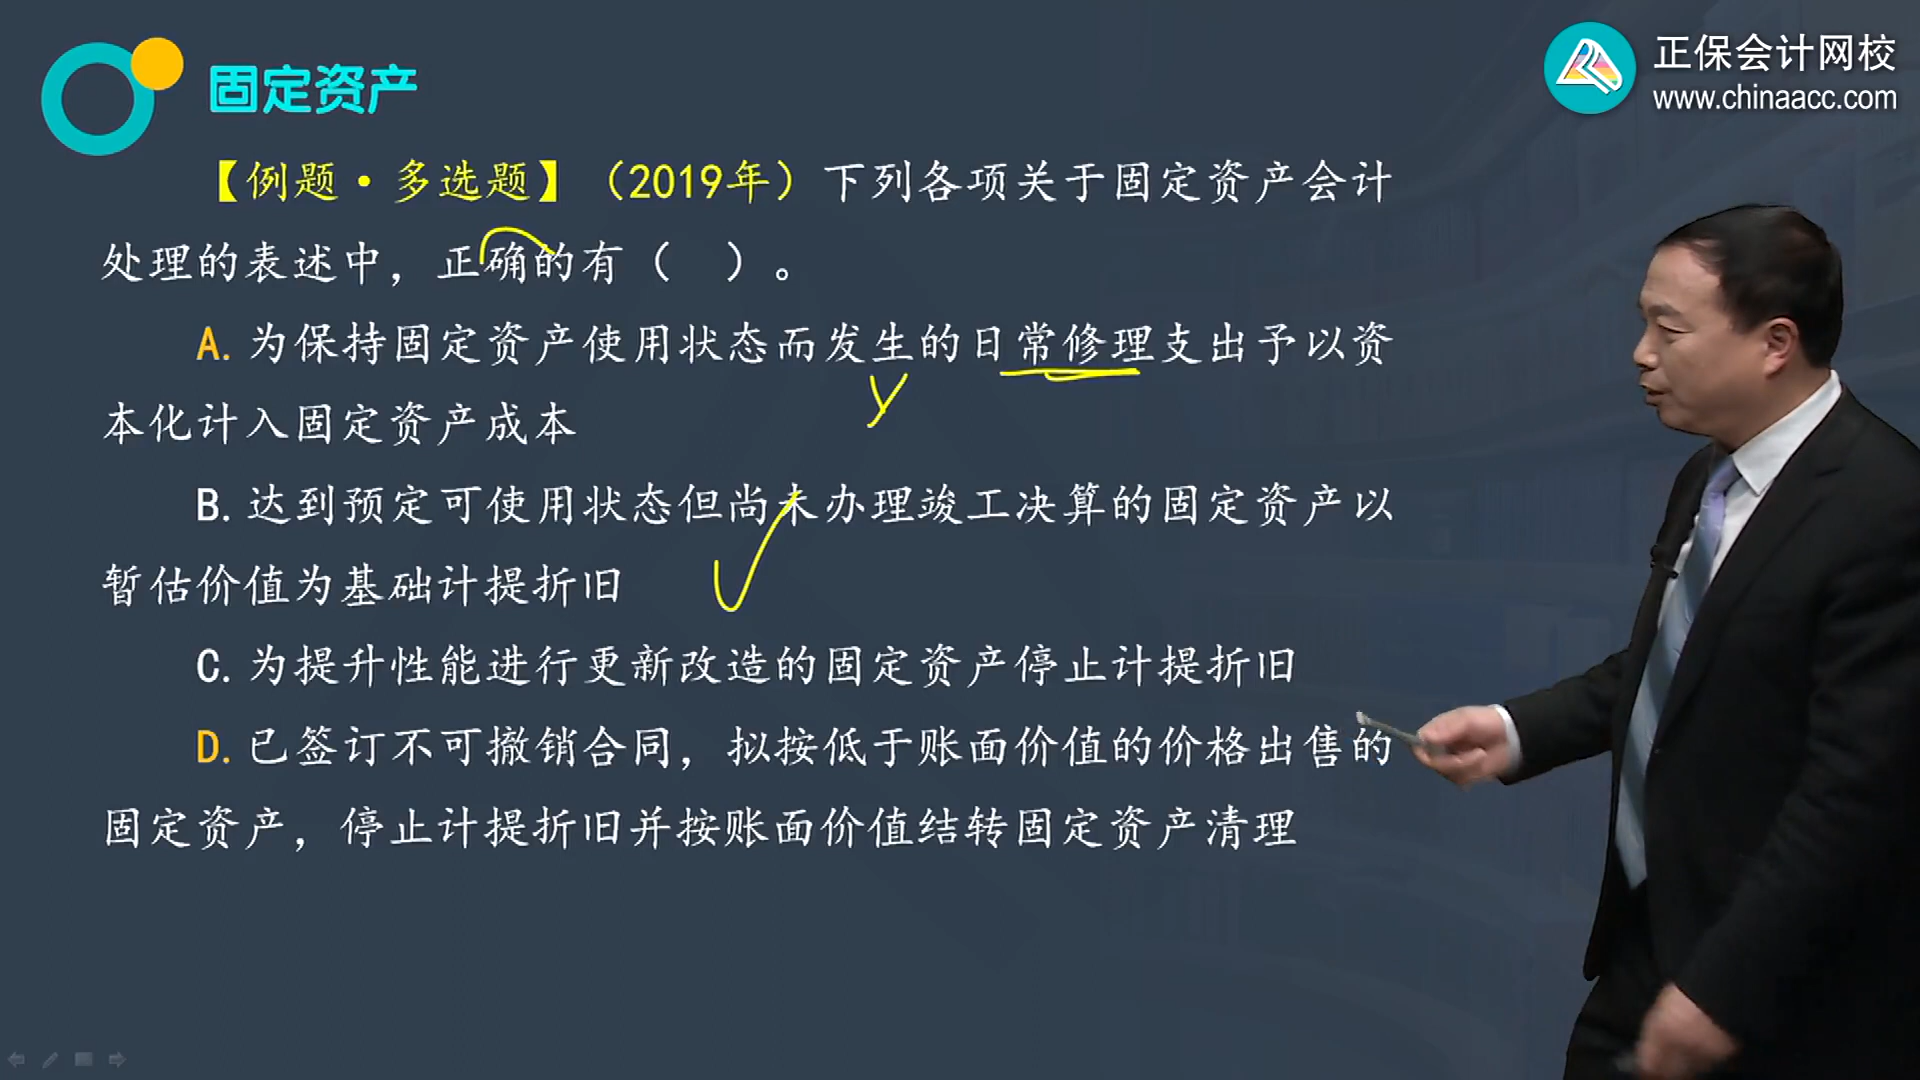 固定资产
正保会计网校
www.chinaacc.com
【例题·多选题】（2019年）下列各项关于固定资产会计
处理的表述中，正确的有（ ）。
A. 为保持固定资产使用状态而发生的日常修理支出予以资
本化计入固定资产成本
B. 达到预定可使用状态但尚未办理竣工决算的固定资产以
暂估价值为基础计提折旧
C. 为提升性能进行更新改造的固定资产停止计提折旧
D. 已签订不可撤销合同，拟按低于账面价值的价格出售的
固定资产，停止计提折旧并按账面价值结转固定资产清理